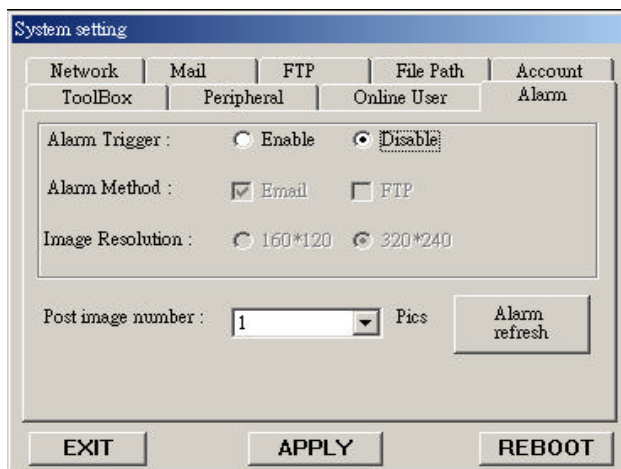 System setting
Network Mail FTP File Path Account
ToolBox Peripheral Online User Alarm
Alarm Trigger : Enable Disable
Alarm Method : Email FTP
Image Resolution : 160*120 320*240
Post image number : 1 Pics Alarm refresh
EXIT APPLY REBOOT